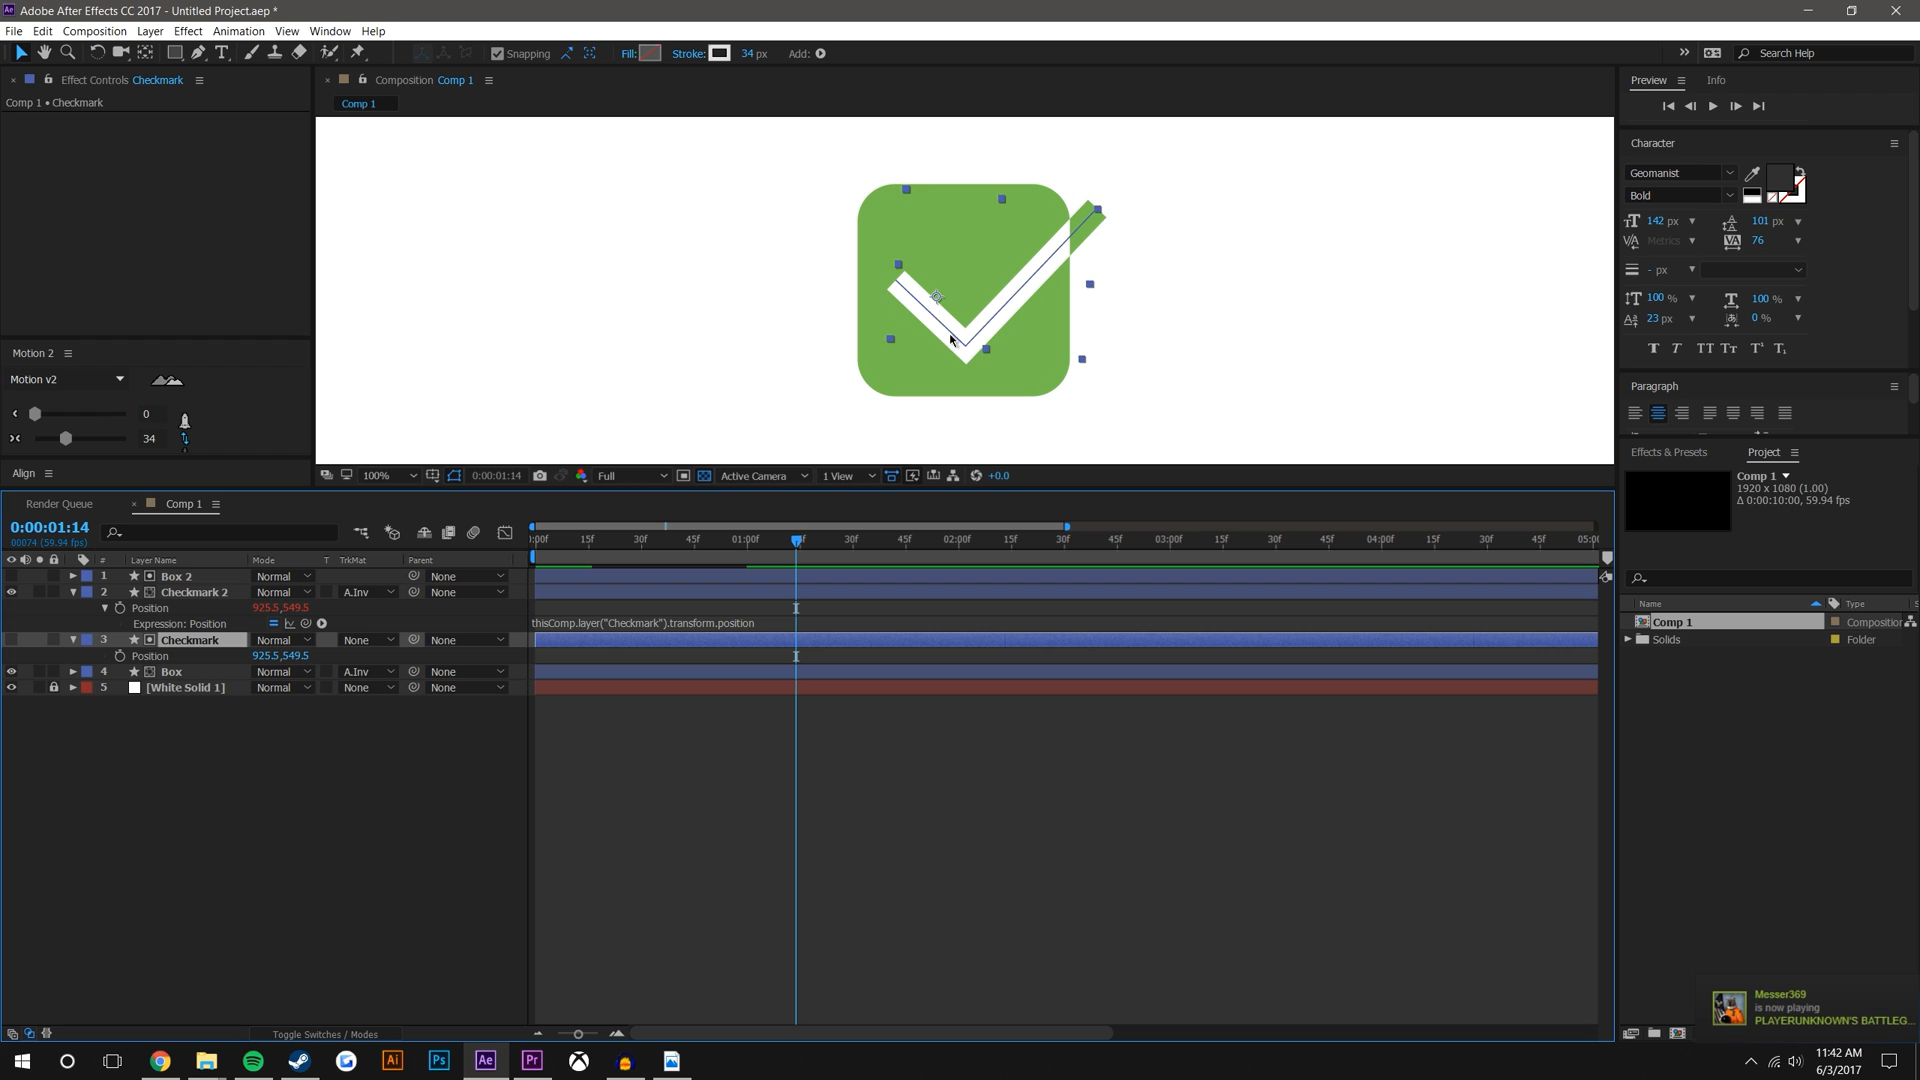 Adobe After Effects CC 2017 - Untitled Project.aep *
File Edit Composition Layer Effect Animation View Window Help
Snapping Fill: Stroke: 34 px Add: Search Help
Effect Controls Checkmark
Comp 1 • Checkmark
Composition Comp 1
Comp 1
Preview Info
Character
Geomanist
Bold
142 px 101 px
Metrics 76
- px
100 % 100 %
23 px 0 %
Paragraph
Motion 2
Motion v2
0
34
Align
100% 0:00:01:14 Full Active Camera 1 View +0.0
Effects & Presets Project
Comp 1
1920 x 1080 (1.00)
Δ 0:00:10:00, 59.94 fps
Name Type
Comp 1 Composition
Solids Folder
Render Queue Comp 1
0:00:01:14
00074 (59.94 fps)
):00f 15f 30f 45f 01:00f 30f 45f 02:00f 15f 30f 45f 03:00f 15f 30f 45f 04:00f 15f 30f 45f 05:00
# Layer Name Mode T TrkMat Parent
1 Box 2 Normal None
2 Checkmark 2 Normal A.Inv None
Position 925.5,549.5
Expression: Position thisComp.layer("Checkmark").transform.position
3 Checkmark Normal None None
Position 925.5,549.5
4 Box Normal A.Inv None
5 [White Solid 1] Normal None None
Toggle Switches / Modes
Messer369
is now playing
PLAYERUNKNOWN'S BATTLEG...
Ai Ps Ae Pr
11:42 AM
6/3/2017